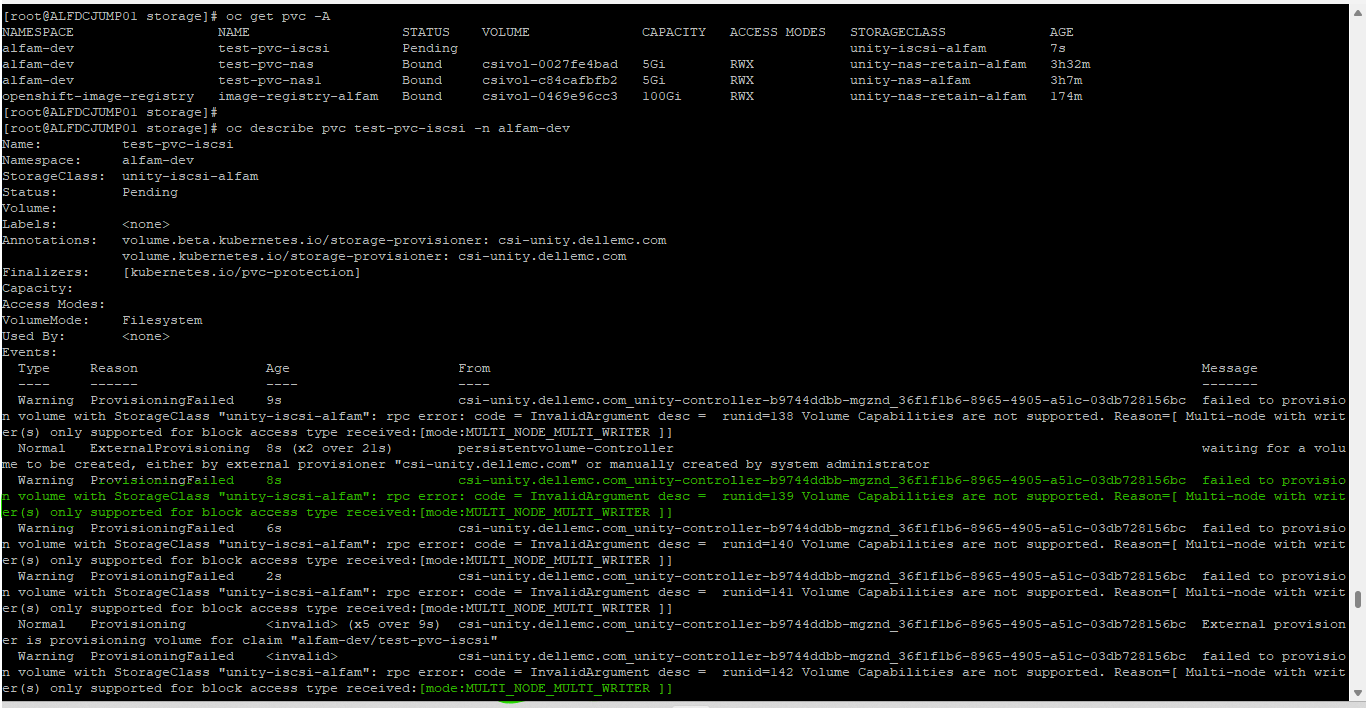 [root@ALFDCJUMP01 storage]# oc get pvc -A
NAMESPACE NAME STATUS VOLUME CAPACITY ACCESS MODES STORAGECLASS AGE
alfam-dev test-pvc-iscsi Pending unity-iscsi-alfam 7s
alfam-dev test-pvc-nas Bound csivol-0027fe4bad 5Gi RWX unity-nas-retain-alfam 3h32m
alfam-dev test-pvc-nas1 Bound csivol-c84cafbfb2 5Gi RWX unity-nas-alfam 3h7m
openshift-image-registry image-registry-alfam Bound csivol-0469e96cc3 100Gi RWX unity-nas-retain-alfam 174m
[root@ALFDCJUMP01 storage]#
[root@ALFDCJUMP01 storage]# oc describe pvc test-pvc-iscsi -n alfam-dev
Name: test-pvc-iscsi
Namespace: alfam-dev
StorageClass: unity-iscsi-alfam
Status: Pending
Volume:
Labels: <none>
Annotations: volume.beta.kubernetes.io/storage-provisioner: csi-unity.dellemc.com
volume.kubernetes.io/storage-provisioner: csi-unity.dellemc.com
Finalizers: [kubernetes.io/pvc-protection]
Capacity:
Access Modes:
VolumeMode: Filesystem
Used By: <none>
Events:
Type Reason Age From Message
---- ------ ---- ---- -------
Warning ProvisioningFailed 9s csi-unity.dellemc.com_unity-controller-b9744ddbb-mgznd_36f1f1b6-8965-4905-a51c-03db728156bc failed to provisio
n volume with StorageClass "unity-iscsi-alfam": rpc error: code = InvalidArgument desc = runid=138 Volume Capabilities are not supported. Reason=[ Multi-node with writ
er(s) only supported for block access type received:[mode:MULTI_NODE_MULTI_WRITER ]]
Normal ExternalProvisioning 8s (x2 over 21s) persistentvolume-controller waiting for a volu
me to be created, either by external provisioner "csi-unity.dellemc.com" or manually created by system administrator
Warning ProvisioningFailed 8s csi-unity.dellemc.com_unity-controller-b9744ddbb-mgznd_36f1f1b6-8965-4905-a51c-03db728156bc failed to provisio
n volume with StorageClass "unity-iscsi-alfam": rpc error: code = InvalidArgument desc = runid=139 Volume Capabilities are not supported. Reason=[ Multi-node with writ
er(s) only supported for block access type received:[mode:MULTI_NODE_MULTI_WRITER ]]
Warning ProvisioningFailed 6s csi-unity.dellemc.com_unity-controller-b9744ddbb-mgznd_36f1f1b6-8965-4905-a51c-03db728156bc failed to provisio
n volume with StorageClass "unity-iscsi-alfam": rpc error: code = InvalidArgument desc = runid=140 Volume Capabilities are not supported. Reason=[ Multi-node with writ
er(s) only supported for block access type received:[mode:MULTI_NODE_MULTI_WRITER ]]
Warning ProvisioningFailed 2s csi-unity.dellemc.com_unity-controller-b9744ddbb-mgznd_36f1f1b6-8965-4905-a51c-03db728156bc failed to provisio
n volume with StorageClass "unity-iscsi-alfam": rpc error: code = InvalidArgument desc = runid=141 Volume Capabilities are not supported. Reason=[ Multi-node with writ
er(s) only supported for block access type received:[mode:MULTI_NODE_MULTI_WRITER ]]
Normal Provisioning <invalid> (x5 over 9s) csi-unity.dellemc.com_unity-controller-b9744ddbb-mgznd_36f1f1b6-8965-4905-a51c-03db728156bc External provision
er is provisioning volume for claim "alfam-dev/test-pvc-iscsi"
Warning ProvisioningFailed <invalid> csi-unity.dellemc.com_unity-controller-b9744ddbb-mgznd_36f1f1b6-8965-4905-a51c-03db728156bc failed to provisio
n volume with StorageClass "unity-iscsi-alfam": rpc error: code = InvalidArgument desc = runid=142 Volume Capabilities are not supported. Reason=[ Multi-node with writ
er(s) only supported for block access type received:[mode:MULTI_NODE_MULTI_WRITER ]]